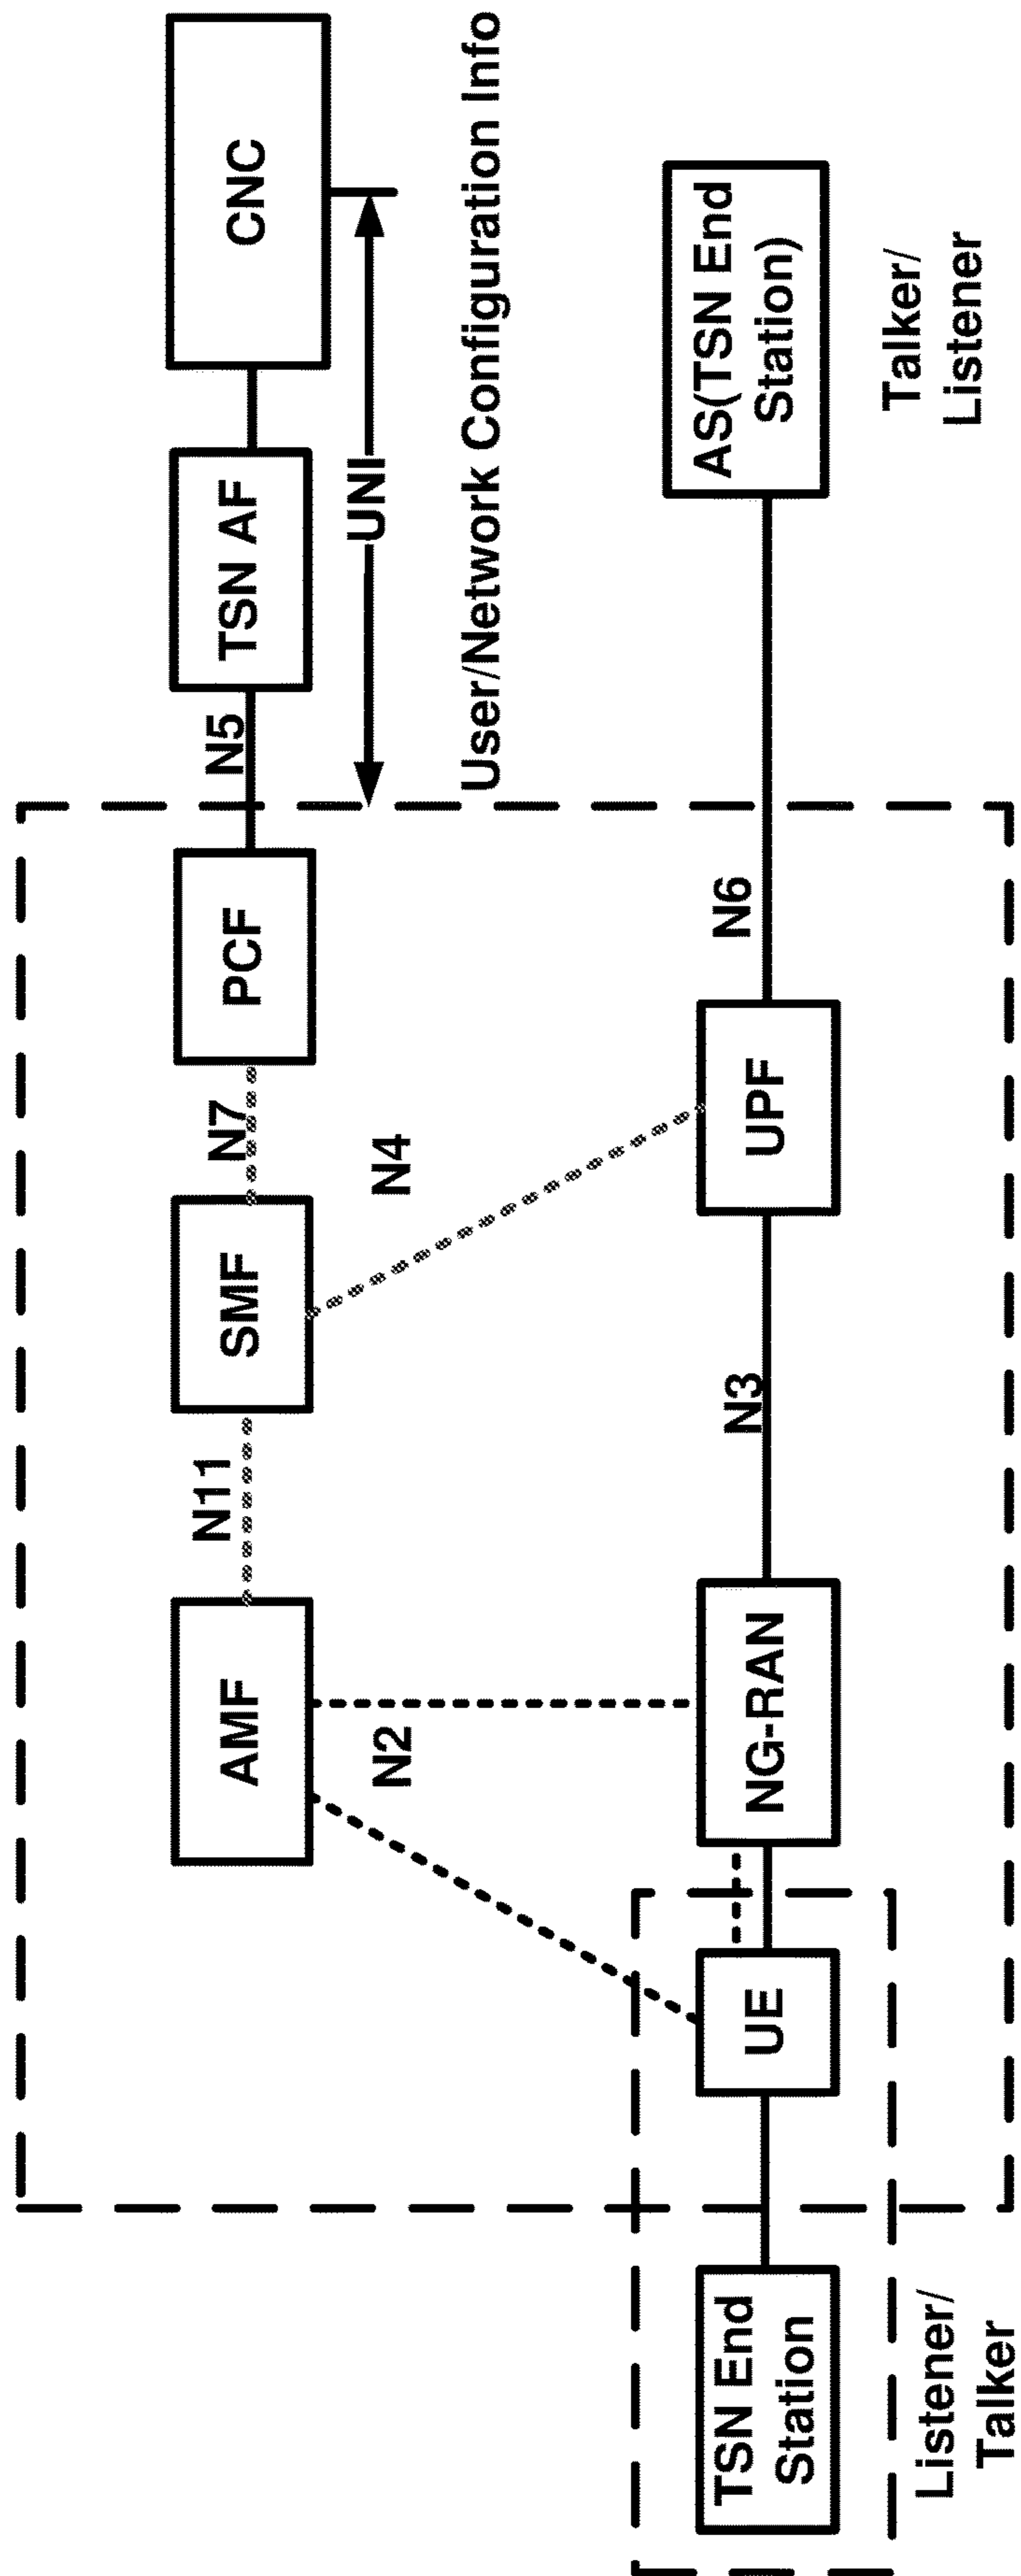 AMF
N11
SMF
N7
PCF
N5
TSN AF
CNC
UNI
N2
N4
User/Network Configuration Info
TSN End
Station
UE
NG-RAN
N3
UPF
N6
AS(TSN End
Station)
Listener/
Talker
Talker/
Listener